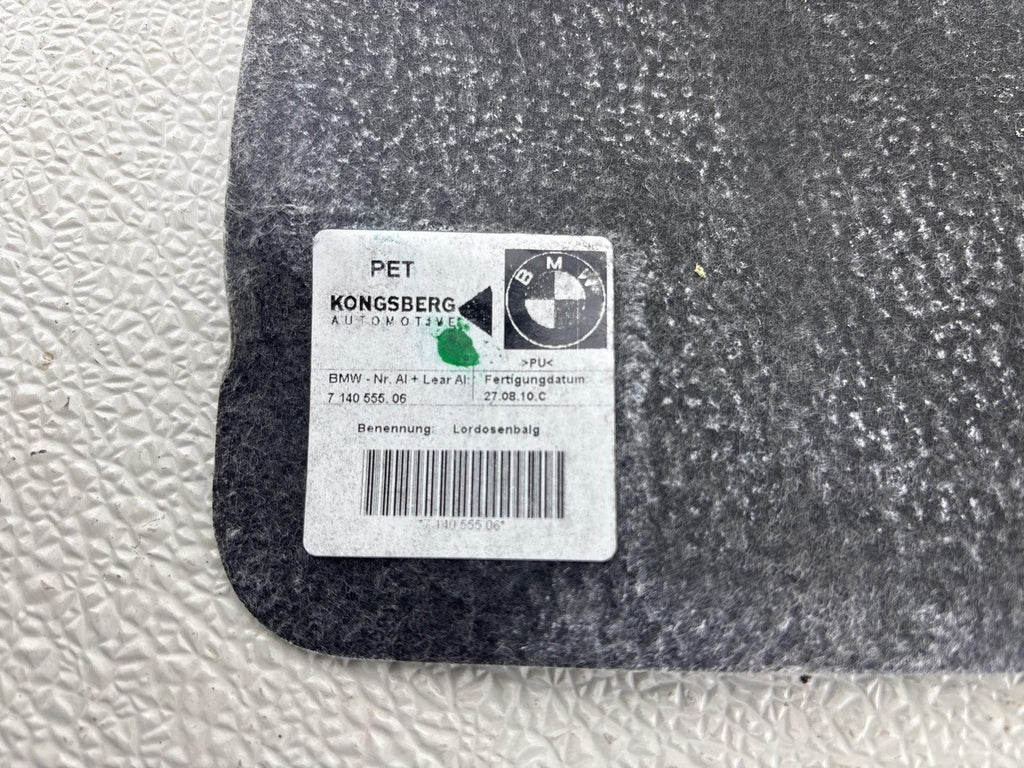 PET
KONGSBERG
AUTOMOTIVE
BMW
>PU<
BMW - Nr. AI + Lear AI: Fertigungdatum:
7 140 555. 06 27.08.10.C
Benennung: Lordosenbalg
*7 140 555 06*